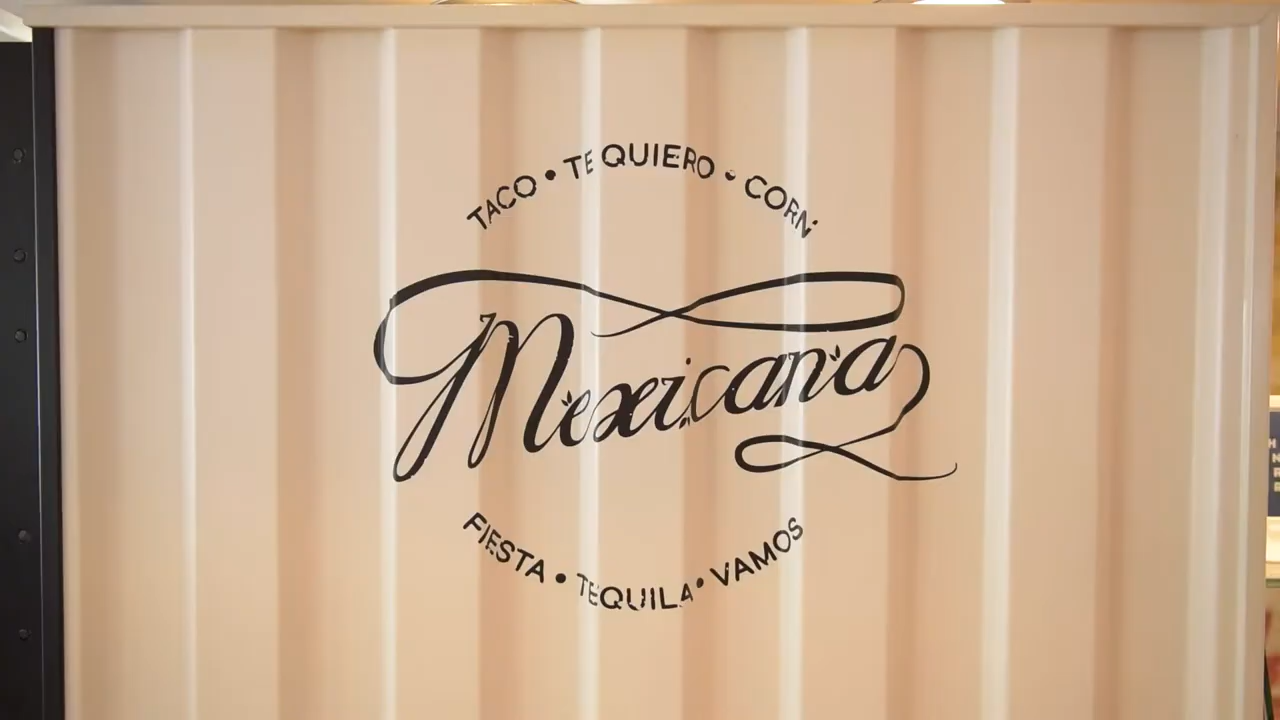 TACO • TE QUIERO • CORN
Mexicana
FIESTA • TEQUILA • VAMOS